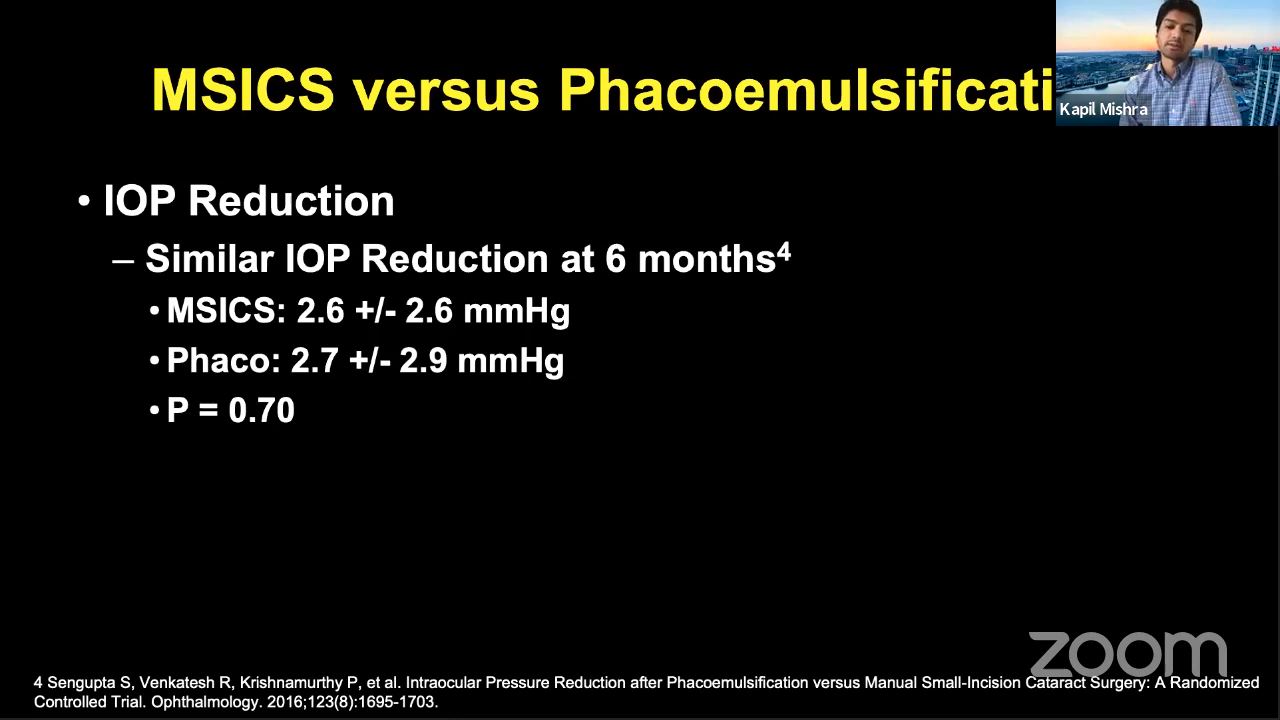 MSICS versus Phacoemulsificati
Kapil Mishra
• IOP Reduction
– Similar IOP Reduction at 6 months⁴
• MSICS: 2.6 +/- 2.6 mmHg
• Phaco: 2.7 +/- 2.9 mmHg
• P = 0.70
zoom
4 Sengupta S, Venkatesh R, Krishnamurthy P, et al. Intraocular Pressure Reduction after Phacoemulsification versus Manual Small-Incision Cataract Surgery: A Randomized
Controlled Trial. Ophthalmology. 2016;123(8):1695-1703.